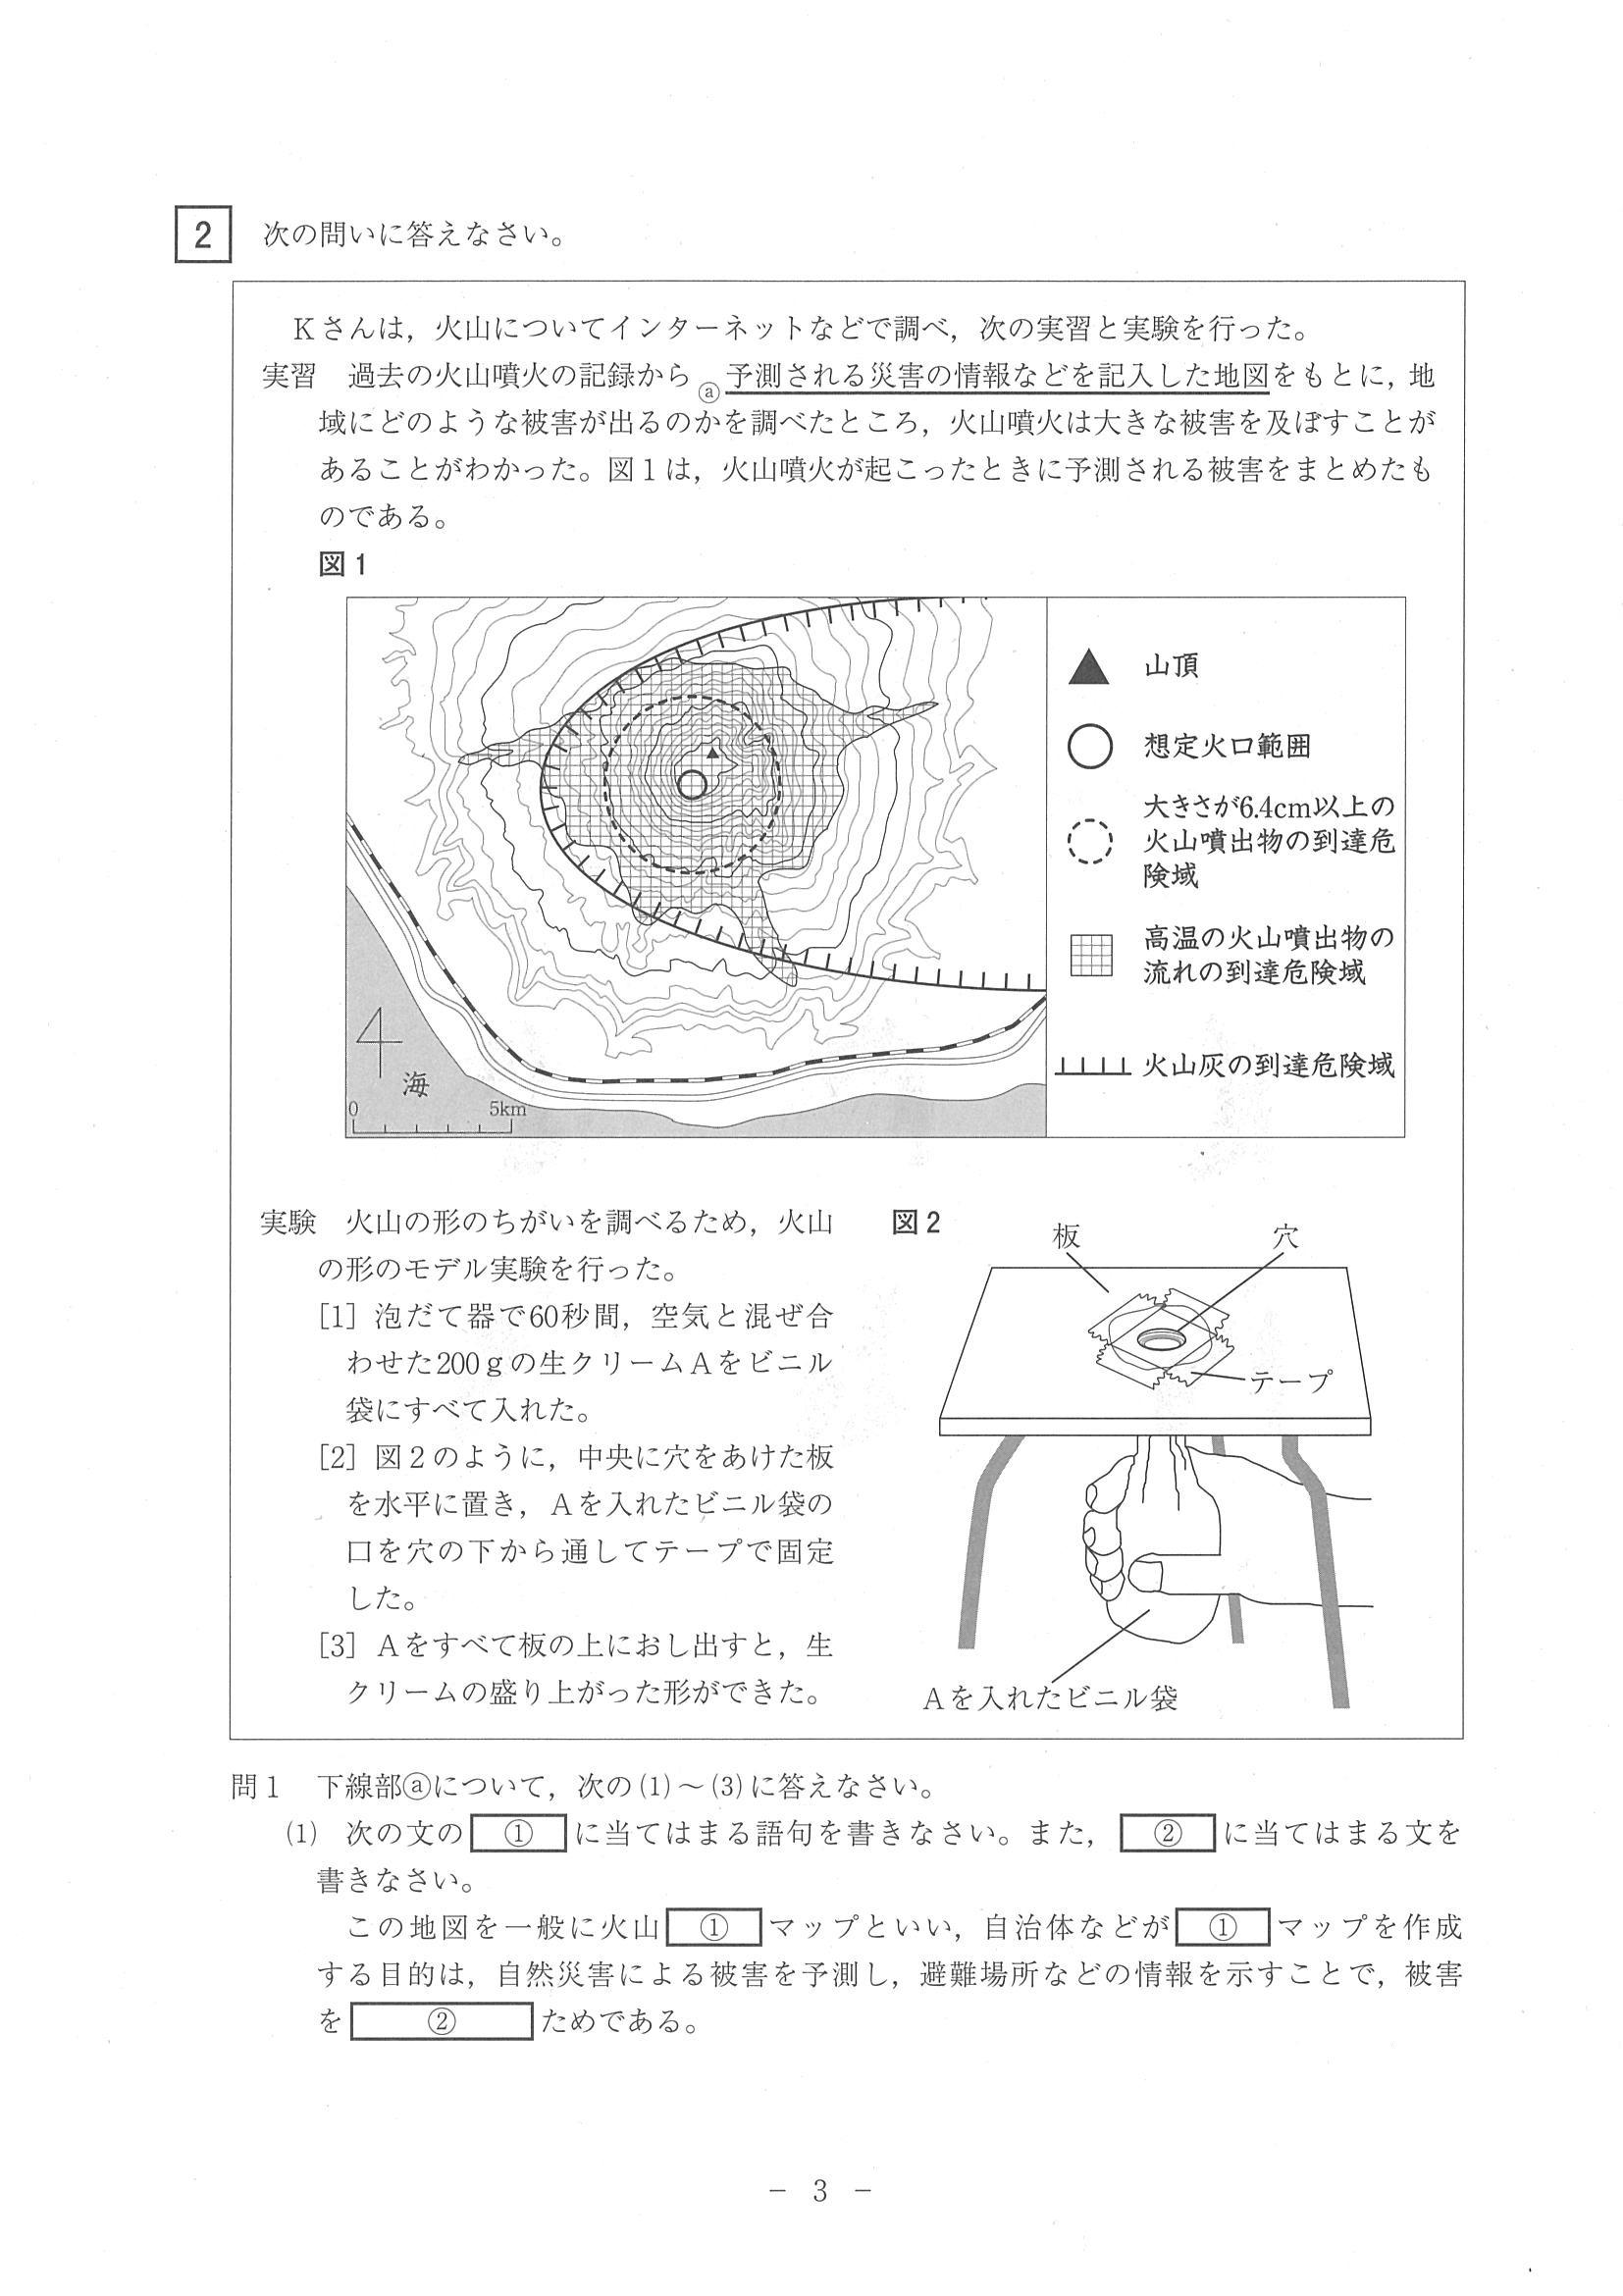 2 次の問いに答えなさい。
Kさんは，火山についてインターネットなどで調べ，次の実習と実験を行った。
実習 過去の火山噴火の記録からⓐ予測される災害の情報などを記入した地図をもとに，地
域にどのような被害が出るのかを調べたところ，火山噴火は大きな被害を及ぼすことが
あることがわかった。図1は，火山噴火が起こったときに予測される被害をまとめたも
のである。
図1
山頂
想定火口範囲
大きさが6.4cm以上の
火山噴出物の到達危
険域
高温の火山噴出物の
流れの到達危険域
火山灰の到達危険域
海
0 5km
実験 火山の形のちがいを調べるため，火山
の形のモデル実験を行った。
[1] 泡だて器で60秒間，空気と混ぜ合
わせた200gの生クリームAをビニル
袋にすべて入れた。
[2] 図2のように，中央に穴をあけた板
を水平に置き，Aを入れたビニル袋の
口を穴の下から通してテープで固定
した。
[3] Aをすべて板の上におし出すと，生
クリームの盛り上がった形ができた。
図2
板
穴
テープ
Aを入れたビニル袋
問1 下線部ⓐについて，次の(1)～(3)に答えなさい。
(1) 次の文の ① に当てはまる語句を書きなさい。また， ② に当てはまる文を
書きなさい。
この地図を一般に火山 ① マップといい，自治体などが ① マップを作成
する目的は，自然災害による被害を予測し，避難場所などの情報を示すことで，被害
を ② ためである。
－ 3 －